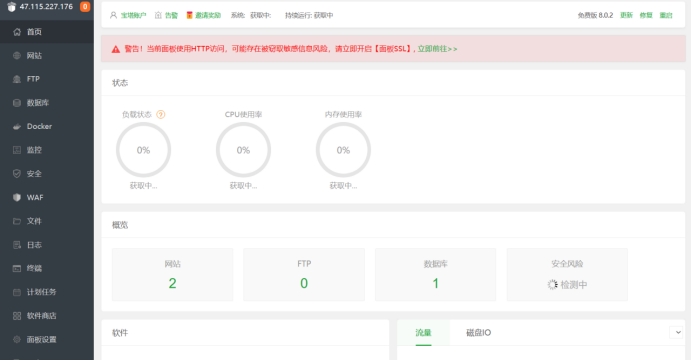 47.115.227.176 0
首页
网站
FTP
数据库
Docker
监控
安全
WAF
文件
日志
终端
计划任务
软件商店
面板设置
宝塔账户 告警 邀请奖励 系统: 获取中 持续运行: 获取中 免费版 8.0.2 更新 修复 重启
警告！当前面板使用HTTP访问，可能存在被窃取敏感信息风险，请立即开启【面板SSL】, 立即前往>>
状态
负载状态 ? CPU使用率 内存使用率
0% 0% 0%
获取中... 获取中... 获取中...
概览
网站 FTP 数据库 安全风险
2 0 1 检测中
软件 流量 磁盘IO